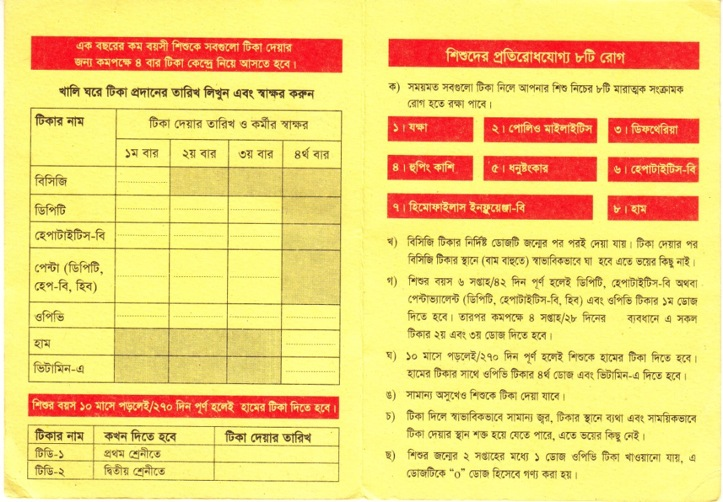 এক বছরের কম বয়সী শিশুকে সবগুলো টিকা দেয়ার
জন্য কমপক্ষে ৪ বার টিকা কেন্দ্রে নিয়ে আসতে হবে।
খালি ঘরে টিকা প্রদানের তারিখ লিখুন এবং স্বাক্ষর করুন
টিকার নাম
টিকা দেয়ার তারিখ ও কর্মীর স্বাক্ষর
১ম বার ২য় বার ৩য় বার ৪র্থ বার
বিসিজি
ডিপিটি
হেপাটাইটিস-বি
পেন্টা (ডিপিটি,
হেপ-বি, হিব)
ওপিভি
হাম
ভিটামিন-এ
শিশুর বয়স ১০ মাসে পড়লেই/২৭০ দিন পূর্ণ হলেই হামের টিকা দিতে হবে।
টিকার নাম কখন দিতে হবে টিকা দেয়ার তারিখ
টিডি-১ প্রথম শ্রেনীতে
টিডি-২ দ্বিতীয় শ্রেনীতে
শিশুদের প্রতিরোধযোগ্য ৮টি রোগ
ক) সময়মত সবগুলো টিকা নিলে আপনার শিশু নিচের ৮টি মারাত্মক সংক্রামক
রোগ হতে রক্ষা পাবে।
১। যক্ষা ২। পোলিও মাইলাইটিস ৩। ডিফথেরিয়া
৪। হুপিং কাশি ৫। ধনুষ্টংকার ৬। হেপাটাইটিস-বি
৭। হিমোফাইলাস ইনফ্লুয়েঞ্জা-বি ৮। হাম
খ) বিসিজি টিকার নির্দিষ্ট ডোজটি জন্মের পর পরই দেয়া যায়। টিকা দেয়ার পর
বিসিজি টিকার স্থানে (বাম বাহুতে) স্বাভাবিকভাবে ঘা হবে এতে ভয়ের কিছু নাই।
গ) শিশুর বয়স ৬ সপ্তাহ/৪২ দিন পূর্ণ হলেই ডিপিটি, হেপাটাইটিস-বি অথবা
পেন্টাভ্যালেন্ট (ডিপিটি, হেপাটাইটিস-বি, হিব) এবং ওপিভি টিকার ১ম ডোজ
দিতে হবে। তারপর কমপক্ষে ৪ সপ্তাহ/২৮ দিনের ব্যবধানে এ সকল
টিকার ২য় এবং ৩য় ডোজ দিতে হবে।
ঘ) ১০ মাসে পড়লেই/২৭০ দিন পূর্ণ হলেই শিশুকে হামের টিকা দিতে হবে।
হামের টিকার সাথে ওপিভি টিকার ৪র্থ ডোজ এবং ভিটামিন-এ দিতে হবে।
ঙ) সামান্য অসুখেও শিশুকে টিকা দেয়া যাবে।
চ) টিকা দিলে স্বাভাবিকভাবে সামান্য জ্বর, টিকার স্থানে ব্যথা এবং সাময়িকভাবে
টিকা দেয়ার স্থান শক্ত হয়ে যেতে পারে, এতে ভয়ের কিছু নেই।
ছ) শিশুর জন্মের ২ সপ্তাহের মধ্যে ১ ডোজ ওপিভি টিকা খাওয়ানো যায়, এ
ডোজটিকে “o” ডোজ হিসেবে গণ্য করা হয়।